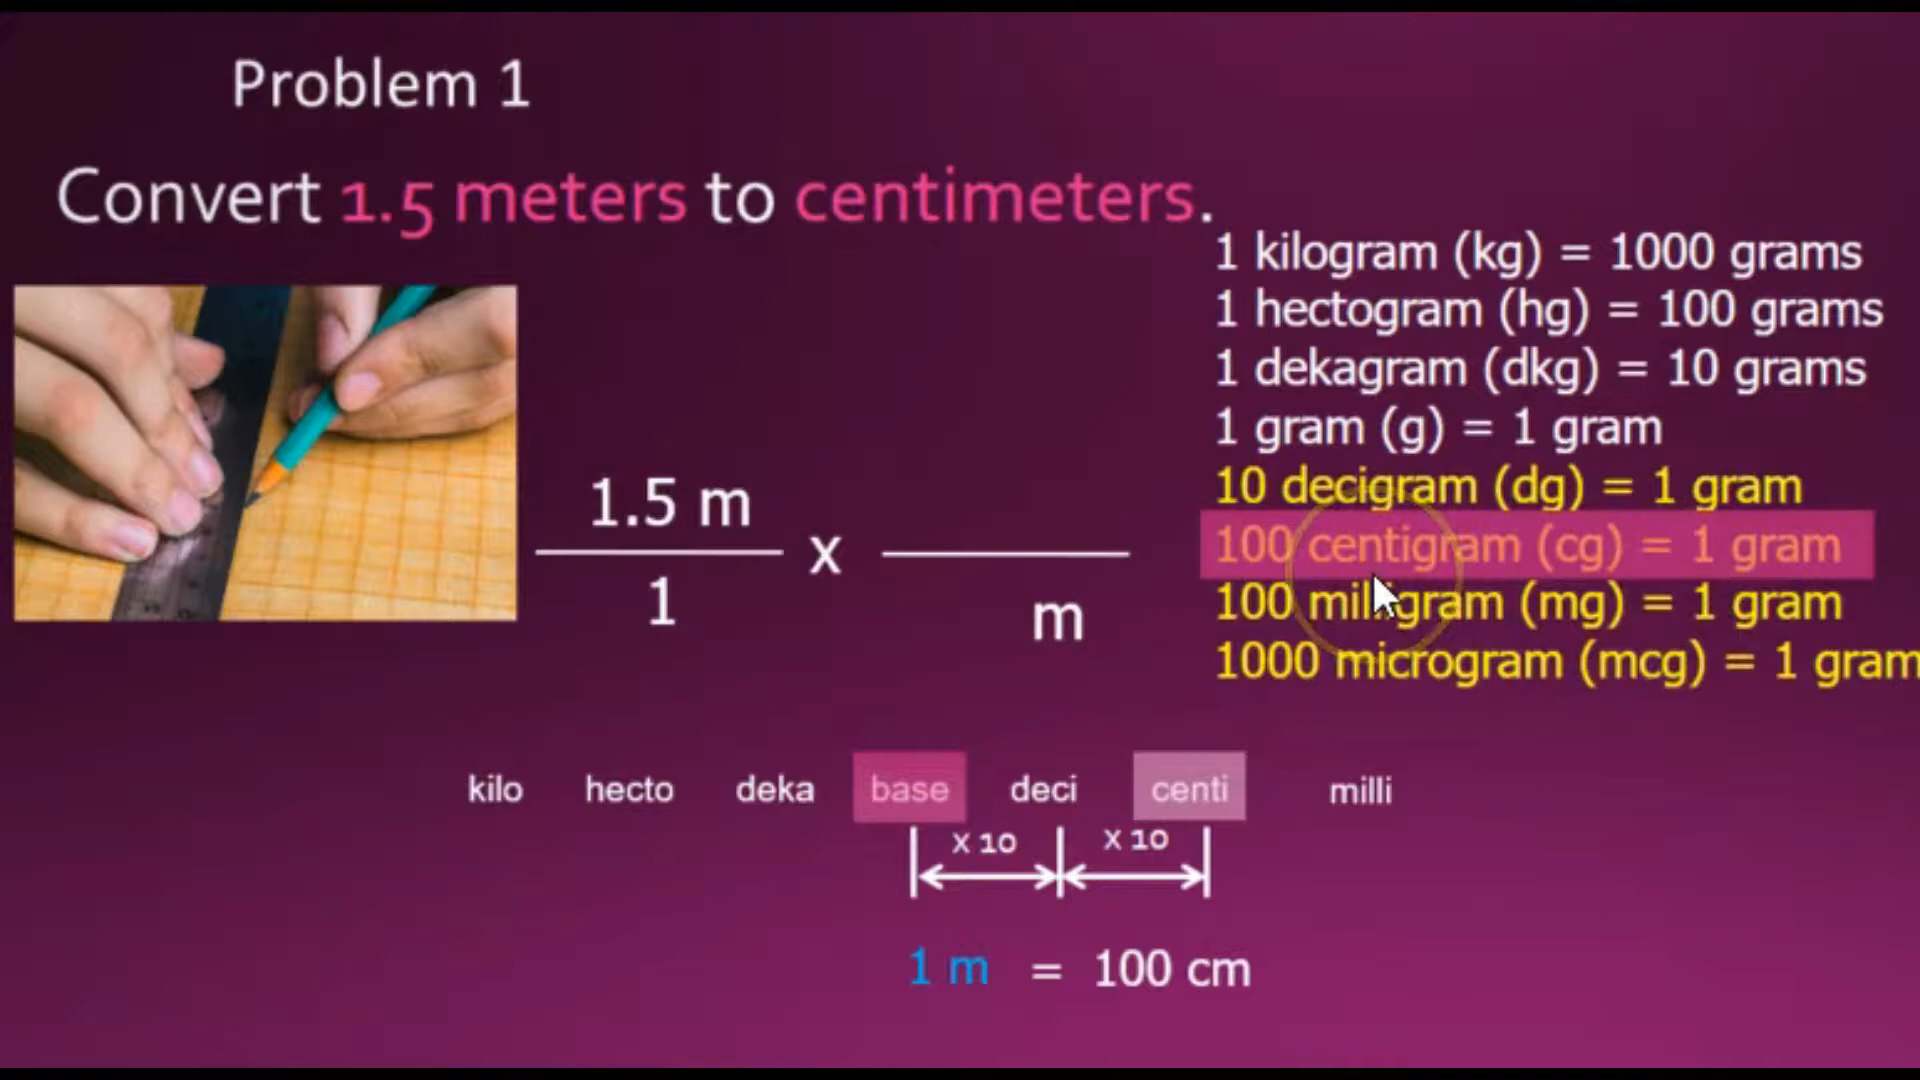 Problem 1
Convert 1.5 meters to centimeters.
1 kilogram (kg) = 1000 grams
1 hectogram (hg) = 100 grams
1 dekagram (dkg) = 10 grams
1 gram (g) = 1 gram
10 decigram (dg) = 1 gram
100 centigram (cg) = 1 gram
100 milligram (mg) = 1 gram
1000 microgram (mcg) = 1 gram
1.5 m
x
1
m
kilo hecto deka base deci centi milli
x 10 x 10
1 m = 100 cm